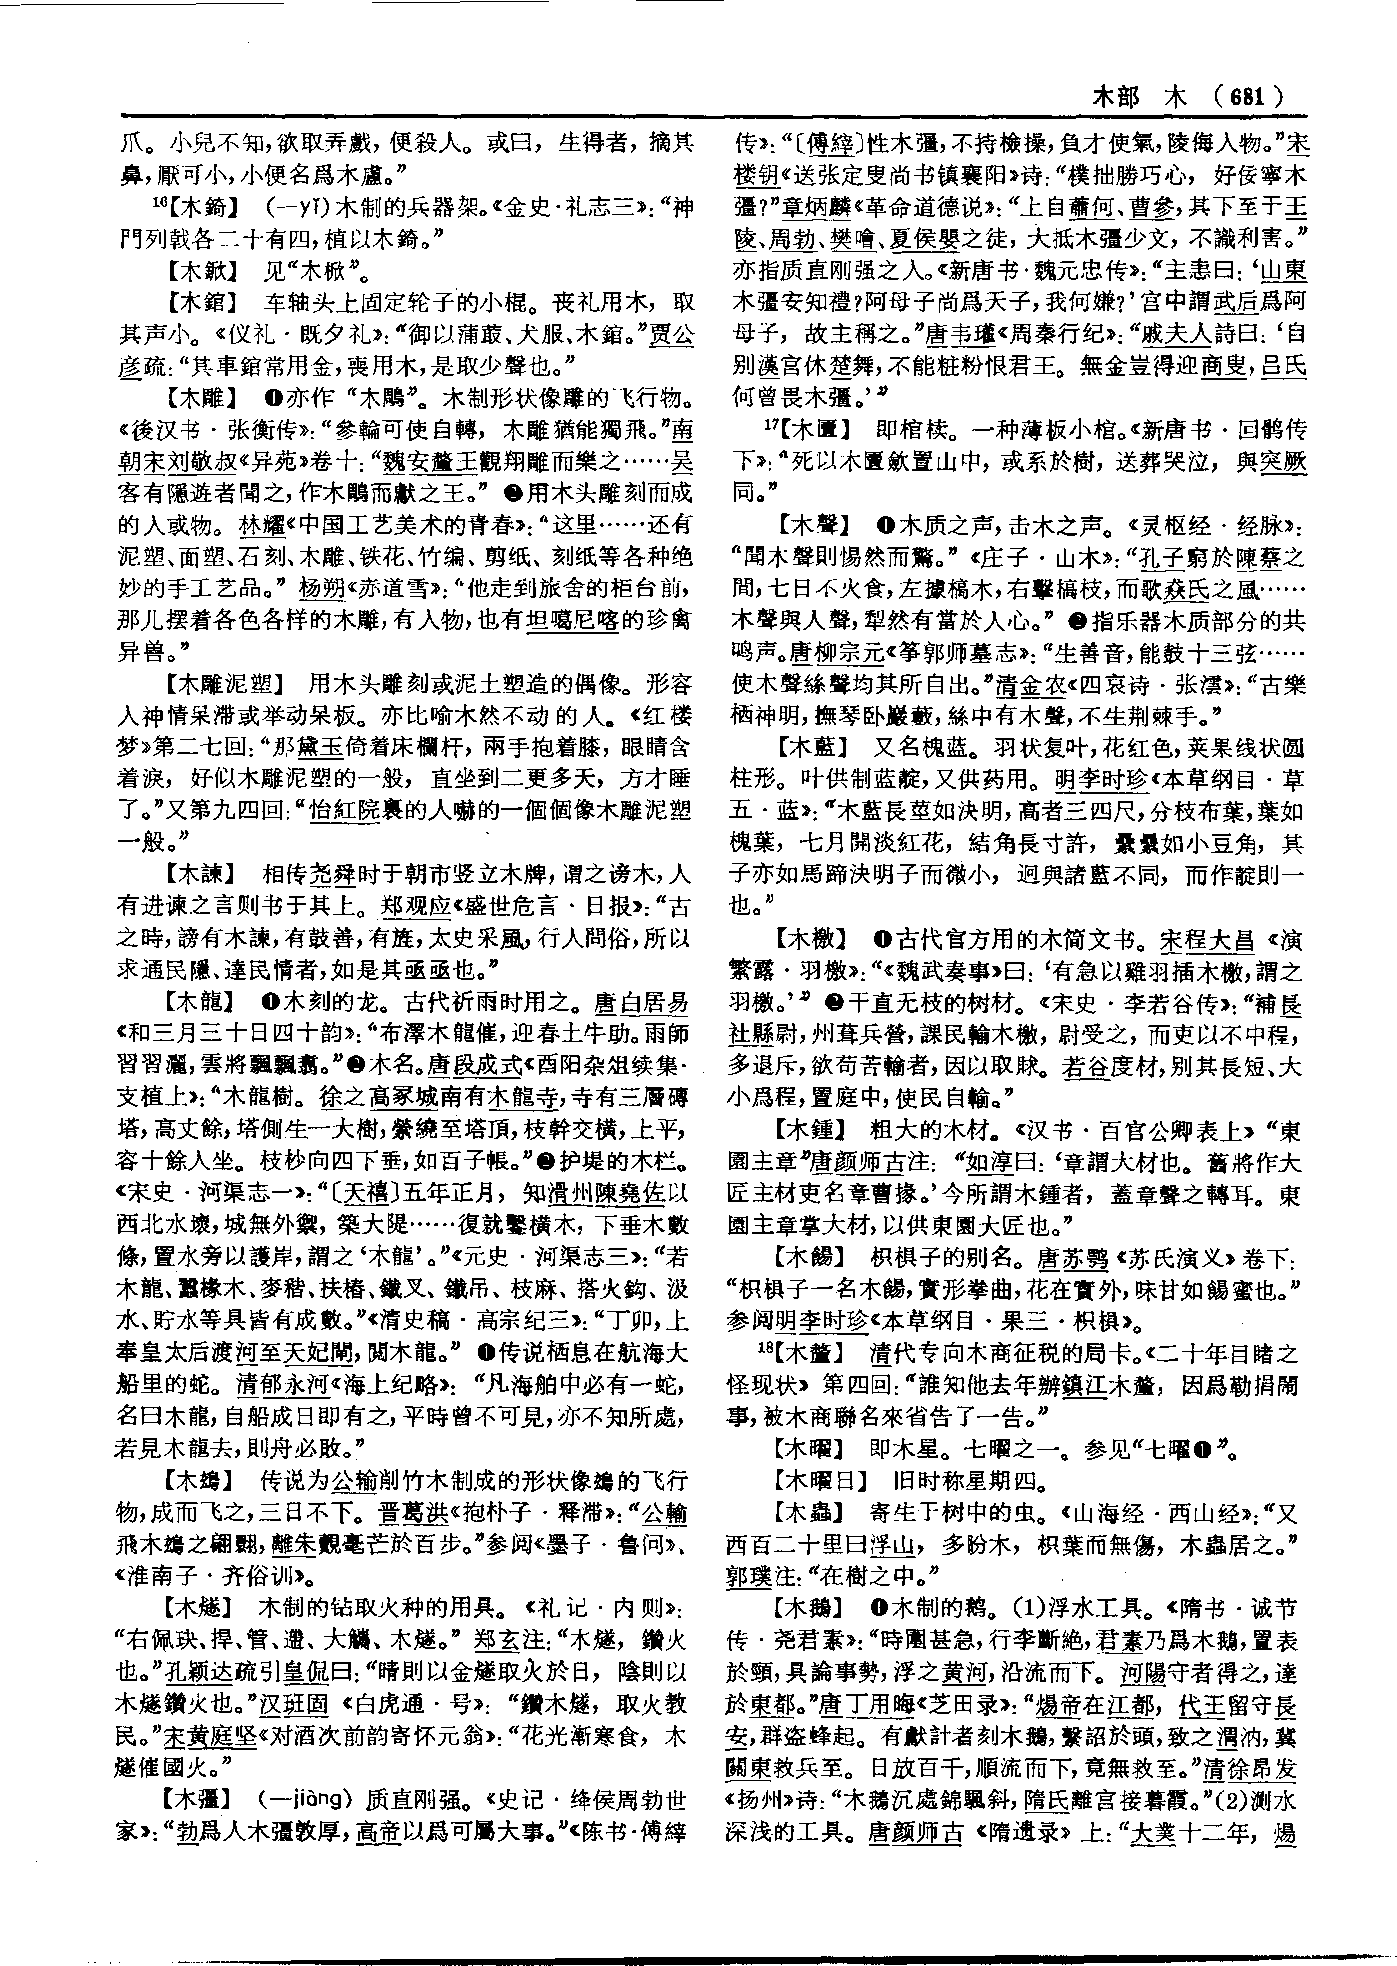 木部　木　（681）
爪。小兒不知，欲取弄戲，便殺人。或曰，生得者，摘其
鼻，厭可小，小便名爲木盧。”
16【木錡】　（—yǐ）木制的兵器架。《金史·礼志三》：“神
門列戟各二十有四，植以木錡。”
【木鍁】　见“木杴”。
【木錧】　车轴头上固定轮子的小棍。丧礼用木，取
其声小。《仪礼·既夕礼》：“御以蒲菆、犬服、木錧。”贾公
彦疏：“其車錧常用金，喪用木，是取少聲也。”
【木雕】　❶亦作“木鵰”。木制形状像雕的飞行物。
《後汉书·张衡传》：“參輪可使自轉，木雕猶能獨飛。”南
朝宋刘敬叔《异苑》卷十：“魏安釐王觀翔雕而樂之……吴
客有隱遊者聞之，作木鵰而獻之王。”❷用木头雕刻而成
的人或物。林耀《中国工艺美术的青春》：“这里……还有
泥塑、面塑、石刻、木雕、铁花、竹编、剪纸、刻纸等各种绝
妙的手工艺品。”杨朔《赤道雪》：“他走到旅舍的柜台前，
那儿摆着各色各样的木雕，有人物，也有坦噶尼喀的珍禽
异兽。”
【木雕泥塑】　用木头雕刻或泥土塑造的偶像。形容
人神情呆滞或举动呆板。亦比喻木然不动的人。《红楼
梦》第二七回：“那黛玉倚着床欄杆，兩手抱着膝，眼睛含
着淚，好似木雕泥塑的一般，直坐到二更多天，方才睡
了。”又第九四回：“怡紅院裏的人嚇的一個個像木雕泥塑
一般。”
【木諫】　相传尧舜时于朝市竖立木牌，谓之谤木，人
有进谏之言则书于其上。郑观应《盛世危言·日报》：“古
之時，謗有木諫，有鼓善，有旌，太史采風，行人問俗，所以
求通民隱、達民情者，如是其亟亟也。”
【木龍】　❶木刻的龙。古代祈雨时用之。唐白居易
《和三月三十日四十韵》：“布澤木龍催，迎春土牛助。雨師
習習灑，雲將飄飄翥。”❷木名。唐段成式《酉阳杂俎续集·
支植上》：“木龍樹。徐之高冢城南有木龍寺，寺有三層磚
塔，高丈餘，塔側生一大樹，縈繞至塔頂，枝幹交横，上平，
容十餘人坐。枝杪向四下垂，如百子帳。”❸护堤的木栏。
《宋史·河渠志一》：“〔天禧〕五年正月，知滑州陳堯佐以
西北水壞，城無外禦，築大隄……復就鑿横木，下垂木數
條，置水旁以護岸，謂之‘木龍’。”《元史·河渠志三》：“若
木龍、蠶椽木、麥稭、扶樁、鐵叉、鐵吊、枝麻、搭火鈎、汲
水、貯水等具皆有成數。”《清史稿·高宗纪三》：“丁卯，上
奉皇太后渡河至天妃閘，閲木龍。”❹传说栖息在航海大
船里的蛇。清郁永河《海上纪略》：“凡海舶中必有一蛇，
名曰木龍，自船成日即有之，平時曾不可見，亦不知所處，
若見木龍去，則舟必敗。”
【木鵄】　传说为公输削竹木制成的形状像鵄的飞行
物，成而飞之，三日不下。晋葛洪《抱朴子·释滞》：“公輸
飛木鵄之翩翾，離朱覿毫芒於百步。”参阅《墨子·鲁问》、
《淮南子·齐俗训》。
【木燧】　木制的钻取火种的用具。《礼记·内则》：
“右佩玦、捍、管、遰、大觿、木燧。”郑玄注：“木燧，鑽火
也。”孔颖达疏引皇侃曰：“晴則以金燧取火於日，陰則以
木燧鑽火也。”汉班固《白虎通·号》：“鑽木燧，取火教
民。”宋黄庭坚《对酒次前韵寄怀元翁》：“花光漸寒食，木
燧催國火。”
【木彊】　（—jiàng）质直刚强。《史记·绛侯周勃世
家》：“勃爲人木彊敦厚，高帝以爲可屬大事。”《陈书·傅縡
传》：“〔傅縡〕性木彊，不持檢操，負才使氣，陵侮人物。”宋
楼钥《送张定叟尚书镇襄阳》诗：“樸拙勝巧心，好佞寧木
彊？”章炳麟《革命道德说》：“上自蕭何、曹參，其下至于王
陵、周勃、樊噲、夏侯嬰之徒，大抵木彊少文，不識利害。”
亦指质直刚强之人。《新唐书·魏元忠传》：“主恚曰：‘山東
木彊安知禮？阿母子尚爲天子，我何嫌？’宫中謂武后爲阿
母子，故主稱之。”唐韦瓘《周秦行纪》：“戚夫人詩曰：‘自
别漢宫休楚舞，不能粧粉恨君王。無金豈得迎商叟，吕氏
何曾畏木彊。’”
17【木匵】　即棺椟。一种薄板小棺。《新唐书·回鹘传
下》：“死以木匵斂置山中，或系於樹，送葬哭泣，與突厥
同。”
【木聲】　❶木质之声，击木之声。《灵枢经·经脉》：
“聞木聲則惕然而驚。”《庄子·山木》：“孔子窮於陳蔡之
間，七日不火食，左據槁木，右擊槁枝，而歌猋氏之風……
木聲與人聲，犁然有當於人心。”❷指乐器木质部分的共
鸣声。唐柳宗元《筝郭师墓志》：“生善音，能鼓十三弦……
使木聲絲聲均其所自出。”清金农《四哀诗·张澐》：“古樂
栖神明，撫琴卧巖藪，絲中有木聲，不生荆棘手。”
【木藍】　又名槐蓝。羽状复叶，花红色，荚果线状圆
柱形。叶供制蓝靛，又供药用。明李时珍《本草纲目·草
五·蓝》：“木藍長莖如決明，高者三四尺，分枝布葉，葉如
槐葉，七月開淡紅花，結角長寸許，纍纍如小豆角，其
子亦如馬蹄決明子而微小，迥與諸藍不同，而作靛則一
也。”
【木檄】　❶古代官方用的木简文书。宋程大昌《演
繁露·羽檄》：“《魏武奏事》曰：‘有急以雞羽插木檄，謂之
羽檄。’”❷干直无枝的树材。《宋史·李若谷传》：“補長
社縣尉，州葺兵營，課民輸木檄，尉受之，而吏以不中程，
多退斥，欲苟苦輸者，因以取賕。若谷度材，别其長短、大
小爲程，置庭中，使民自輸。”
【木鍾】　粗大的木材。《汉书·百官公卿表上》“東
園主章”唐颜师古注：“如淳曰：‘章謂大材也。舊將作大
匠主材吏名章曹掾。’今所謂木鍾者，蓋章聲之轉耳。東
園主章掌大材，以供東園大匠也。”
【木餳】　枳椇子的别名。唐苏鹗《苏氏演义》卷下：
“枳椇子一名木餳，實形拳曲，花在實外，味甘如餳蜜也。”
参阅明李时珍《本草纲目·果三·枳椇》。
18【木釐】　清代专向木商征税的局卡。《二十年目睹之
怪现状》第四回：“誰知他去年辦鎮江木釐，因爲勒捐鬧
事，被木商聯名來省告了一告。”
【木曜】　即木星。七曜之一。参见“七曜❶”。
【木曜日】　旧时称星期四。
【木蟲】　寄生于树中的虫。《山海经·西山经》：“又
西百二十里曰浮山，多盼木，枳葉而無傷，木蟲居之。”
郭璞注：“在樹之中。”
【木鵝】　❶木制的鹅。（1）浮水工具。《隋书·诚节
传·尧君素》：“時圍甚急，行李斷絶，君素乃爲木鵝，置表
於頸，具論事勢，浮之黄河，沿流而下。河陽守者得之，達
於東都。”唐丁用晦《芝田录》：“煬帝在江都，代王留守長
安，群盗蜂起。有獻計者刻木鵝，繫詔於頭，致之渭汭，冀
關東救兵至。日放百千，順流而下，竟無救至。”清徐昂发
《扬州》诗：“木鵝沉處錦颿斜，隋氏離宫接暮霞。”（2）测水
深浅的工具。唐颜师古《隋遗录》上：“大業十二年，煬